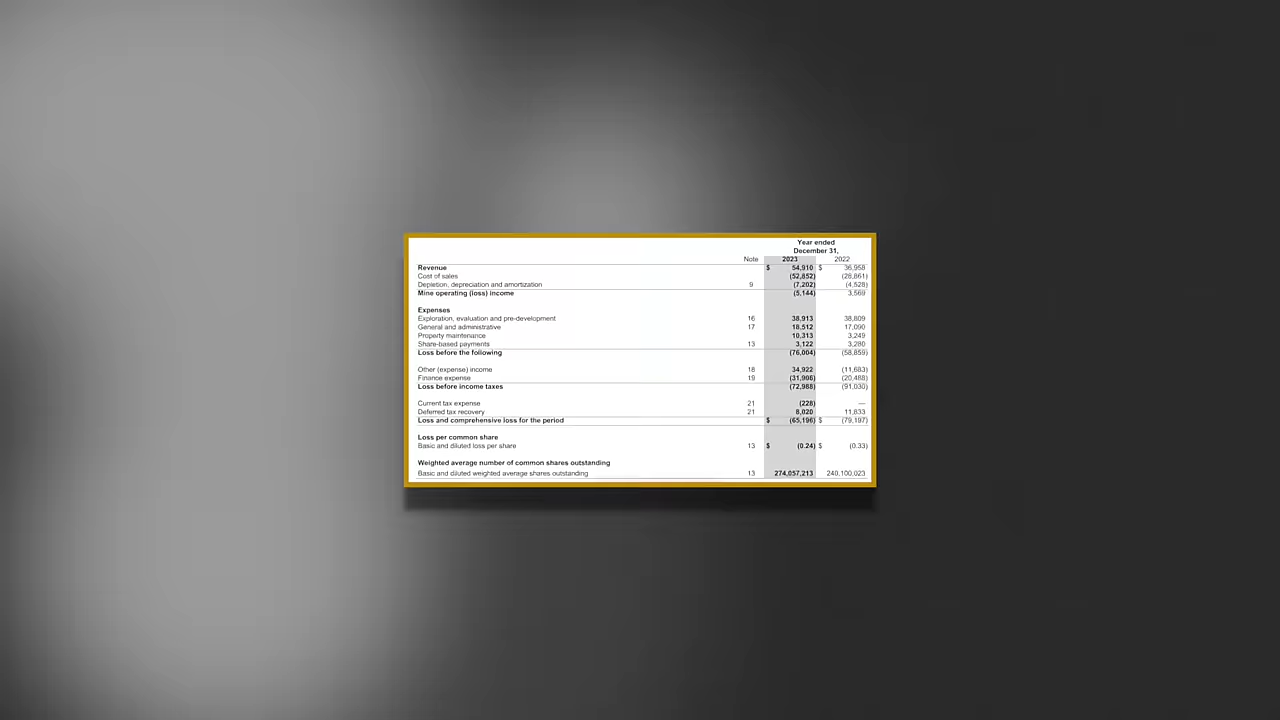 Year ended
December 31,
Note 2023 2022
Revenue $ 54,910 $ 36,958
Cost of sales (52,852) (28,861)
Depletion, depreciation and amortization 9 (7,202) (4,528)
Mine operating (loss) income (5,144) 3,569
Expenses
Exploration, evaluation and pre-development 16 38,913 38,809
General and administrative 17 18,512 17,090
Property maintenance 10,313 3,249
Share-based payments 13 3,122 3,280
Loss before the following (76,004) (58,859)
Other (expense) income 18 34,922 (11,683)
Finance expense 19 (31,906) (20,488)
Loss before income taxes (72,988) (91,030)
Current tax expense 21 (228) —
Deferred tax recovery 21 8,020 11,833
Loss and comprehensive loss for the period $ (65,196) $ (79,197)
Loss per common share
Basic and diluted loss per share 13 $ (0.24) $ (0.33)
Weighted average number of common shares outstanding
Basic and diluted weighted average shares outstanding 13 274,057,213 240,100,023